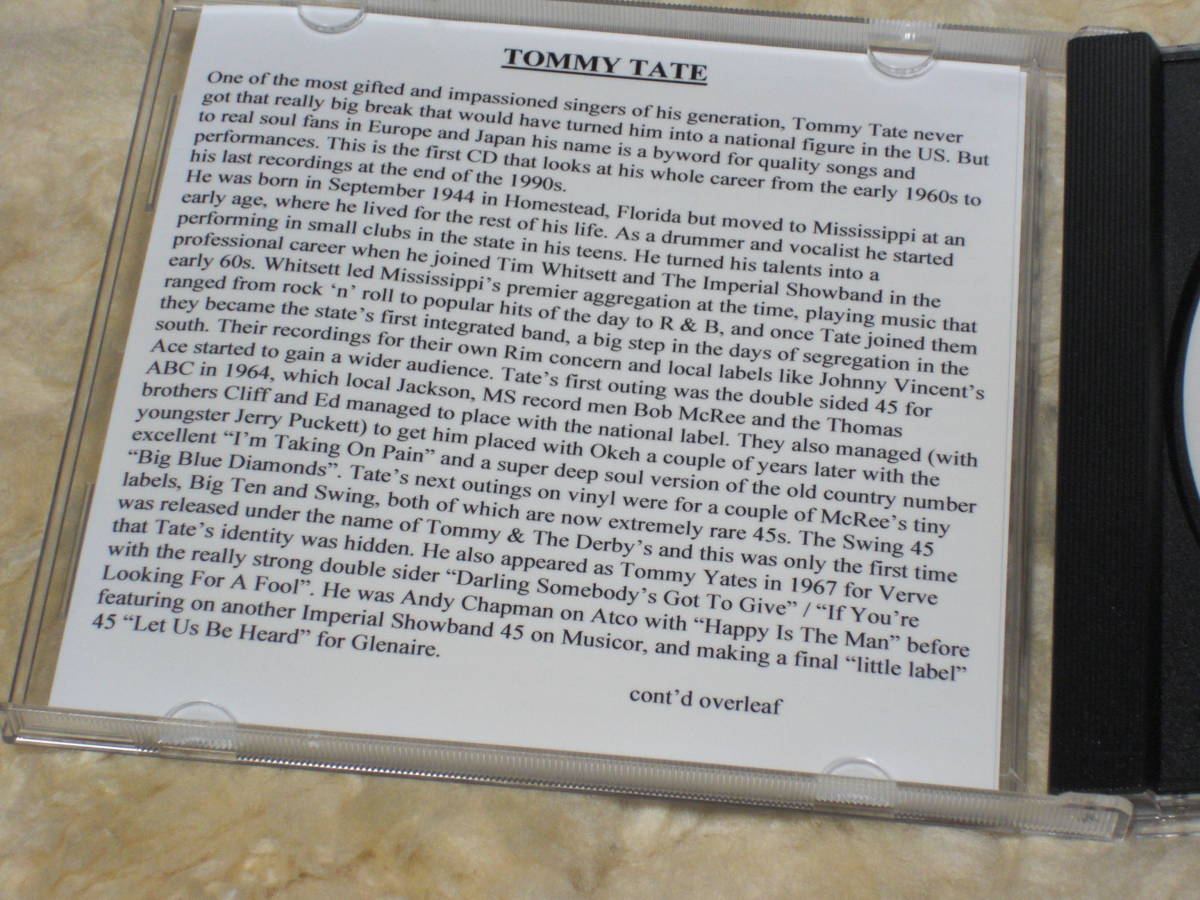 TOMMY TATE
One of the most gifted and impassioned singers of his generation, Tommy Tate never
got that really big break that would have turned him into a national figure in the US. But
to real soul fans in Europe and Japan his name is a byword for quality songs and
performances. This is the first CD that looks at his whole career from the early 1960s to
his last recordings at the end of the 1990s.
He was born in September 1944 in Homestead, Florida but moved to Mississippi at an
early age, where he lived for the rest of his life. As a drummer and vocalist he started
performing in small clubs in the state in his teens. He turned his talents into a
professional career when he joined Tim Whitsett and The Imperial Showband in the
early 60s. Whitsett led Mississippi's premier aggregation at the time, playing music that
ranged from rock 'n' roll to popular hits of the day to R & B, and once Tate joined them
they became the state's first integrated band, a big step in the days of segregation in the
south. Their recordings for their own Rim concern and local labels like Johnny Vincent's
Ace started to gain a wider audience. Tate's first outing was the double sided 45 for
ABC in 1964, which local Jackson, MS record men Bob McRee and the Thomas
brothers Cliff and Ed managed to place with the national label. They also managed (with
youngster Jerry Puckett) to get him placed with Okeh a couple of years later with the
excellent “I'm Taking On Pain” and a super deep soul version of the old country number
“Big Blue Diamonds”. Tate's next outings on vinyl were for a couple of McRee's tiny
labels, Big Ten and Swing, both of which are now extremely rare 45s. The Swing 45
was released under the name of Tommy & The Derby's and this was only the first time
that Tate's identity was hidden. He also appeared as Tommy Yates in 1967 for Verve
with the really strong double sider “Darling Somebody's Got To Give” / “If You're
Looking For A Fool”. He was Andy Chapman on Atco with “Happy Is The Man” before
featuring on another Imperial Showband 45 on Musicor, and making a final “little label”
45 “Let Us Be Heard” for Glenaire.
cont'd overleaf